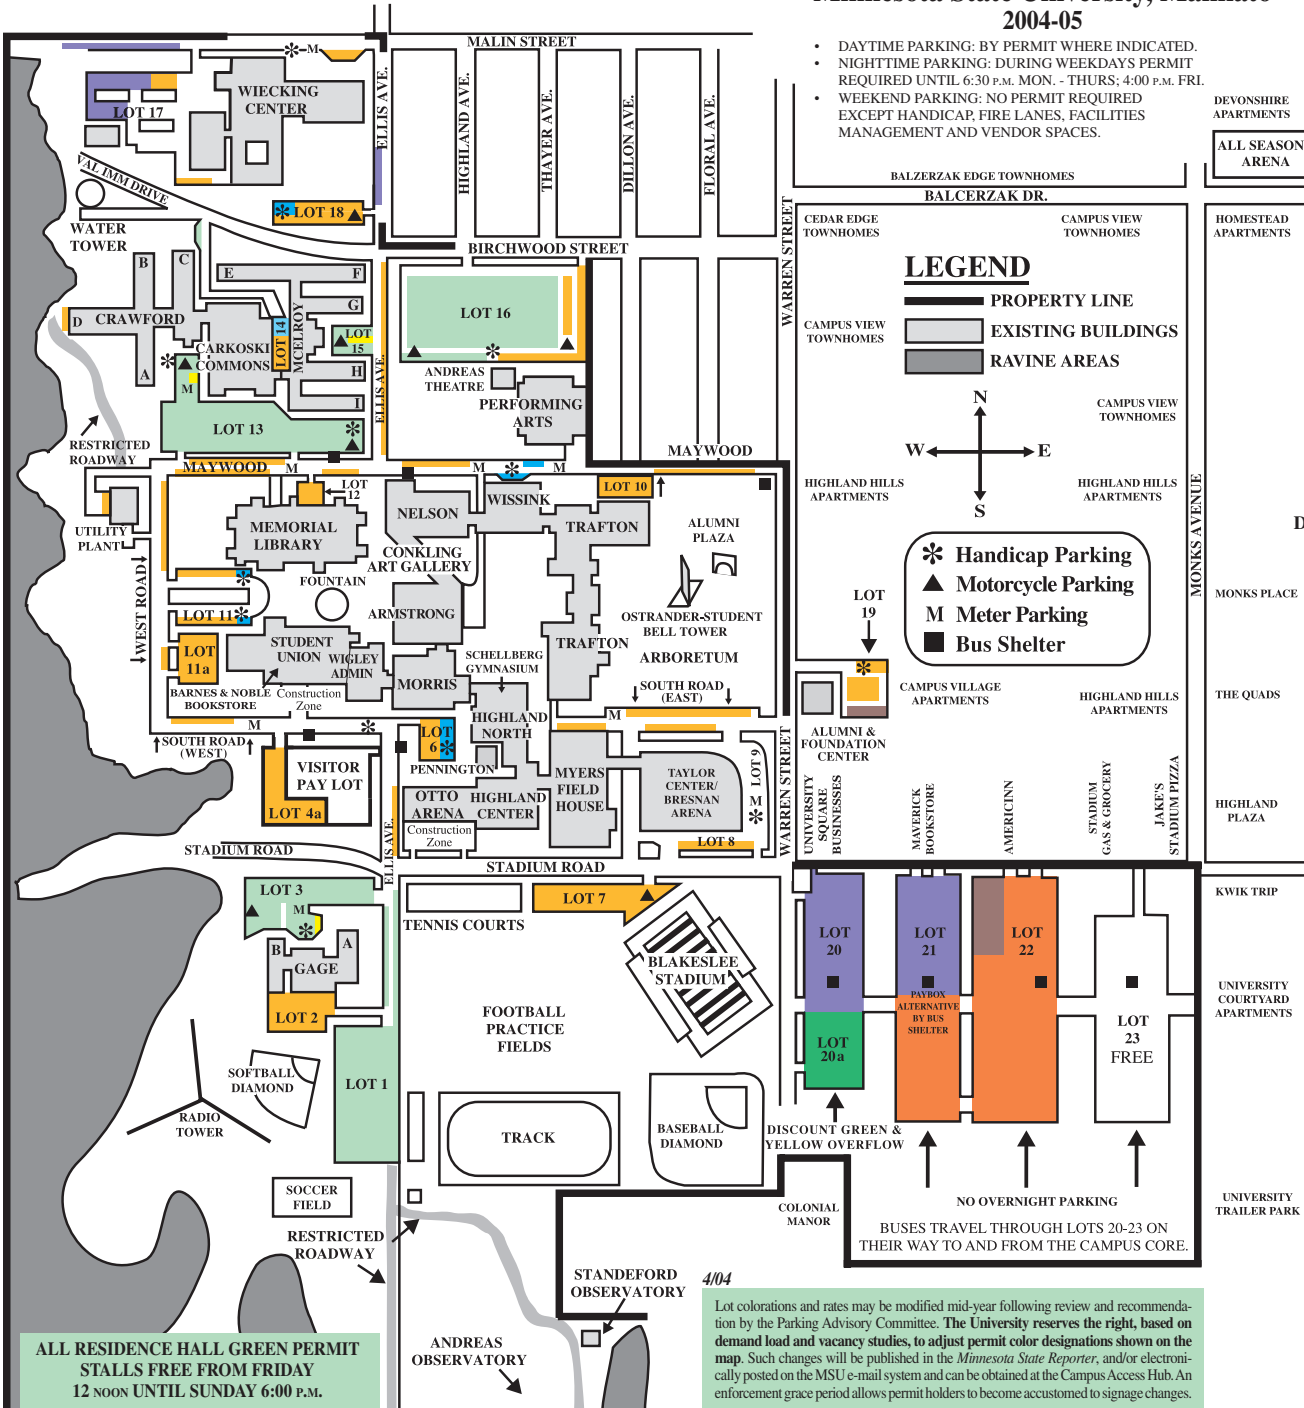 2004-05
• DAYTIME PARKING: BY PERMIT WHERE INDICATED.
• NIGHTTIME PARKING: DURING WEEKDAYS PERMIT
REQUIRED UNTIL 6:30 P.M. MON. - THURS; 4:00 P.M. FRI.
• WEEKEND PARKING: NO PERMIT REQUIRED
EXCEPT HANDICAP, FIRE LANES, FACILITIES
MANAGEMENT AND VENDOR SPACES.
MALIN STREET
M
WIECKING
CENTER
LOT 17
ELLIS AVE.
HIGHLAND AVE.
THAYER AVE.
DILLON AVE.
FLORAL AVE.
DEVONSHIRE
APARTMENTS
ALL SEASON
ARENA
VAL IMM DRIVE
WATER
TOWER
LOT 18
BIRCHWOOD STREET
WARREN STREET
BALZERZAK EDGE TOWNHOMES
BALCERZAK DR.
CEDAR EDGE
TOWNHOMES
CAMPUS VIEW
TOWNHOMES
HOMESTEAD
APARTMENTS
LEGEND
PROPERTY LINE
EXISTING BUILDINGS
RAVINE AREAS
CAMPUS VIEW
TOWNHOMES
N
W
E
S
CAMPUS VIEW
TOWNHOMES
HIGHLAND HILLS
APARTMENTS
HIGHLAND HILLS
APARTMENTS
MONKS AVENUE
D
Handicap Parking
Motorcycle Parking
M Meter Parking
Bus Shelter
B
C
E
F
G
D
CRAWFORD
A
H
I
CARKOSKI
COMMONS
LOT 14
MCELROY
LOT
15
M
LOT 13
ELLIS AVE.
LOT 16
ANDREAS
THEATRE
PERFORMING
ARTS
RESTRICTED
ROADWAY
MAYWOOD
M
M
M
MAYWOOD
LOT
12
LOT 10
UTILITY
PLANT
MEMORIAL
LIBRARY
NELSON
WISSINK
TRAFTON
ALUMNI
PLAZA
CONKLING
ART GALLERY
FOUNTAIN
WEST ROAD
LOT 11
ARMSTRONG
OSTRANDER-STUDENT
BELL TOWER
LOT
19
MONKS PLACE
LOT
11a
STUDENT
UNION
WIGLEY
ADMIN
MORRIS
SCHELLBERG
GYMNASIUM
TRAFTON
ARBORETUM
BARNES & NOBLE
BOOKSTORE
Construction
Zone
SOUTH ROAD
(EAST)
CAMPUS VILLAGE
APARTMENTS
HIGHLAND HILLS
APARTMENTS
THE QUADS
M
SOUTH ROAD
(WEST)
LOT
6
HIGHLAND
NORTH
M
ALUMNI &
FOUNDATION
CENTER
VISITOR
PAY LOT
LOT 4a
PENNINGTON
OTTO
ARENA
HIGHLAND
CENTER
Construction
Zone
MYERS
FIELD
HOUSE
TAYLOR
CENTER/
BRESNAN
ARENA
LOT 9
M
LOT 8
WARREN STREET
UNIVERSITY
SQUARE
BUSINESSES
MAVERICK
BOOKSTORE
AMERICINN
STADIUM
GAS & GROCERY
JAKE'S
STADIUM PIZZA
HIGHLAND
PLAZA
STADIUM ROAD
ELLIS AVE.
STADIUM ROAD
LOT 3
M
B
A
GAGE
LOT 2
TENNIS COURTS
LOT 7
BLAKESLEE
STADIUM
FOOTBALL
PRACTICE
FIELDS
LOT
20
LOT
21
LOT
22
LOT
20a
PAYBOX
ALTERNATIVE
BY BUS
SHELTER
LOT
23
FREE
KWIK TRIP
UNIVERSITY
COURTYARD
APARTMENTS
LOT 1
SOFTBALL
DIAMOND
RADIO
TOWER
TRACK
BASEBALL
DIAMOND
DISCOUNT GREEN &
YELLOW OVERFLOW
SOCCER
FIELD
COLONIAL
MANOR
NO OVERNIGHT PARKING
BUSES TRAVEL THROUGH LOTS 20-23 ON
THEIR WAY TO AND FROM THE CAMPUS CORE.
UNIVERSITY
TRAILER PARK
RESTRICTED
ROADWAY
STANDEFORD
OBSERVATORY
ANDREAS
OBSERVATORY
4/04
ALL RESIDENCE HALL GREEN PERMIT
STALLS FREE FROM FRIDAY
12 NOON UNTIL SUNDAY 6:00 P.M.
Lot colorations and rates may be modified mid-year following review and recommenda-
tion by the Parking Advisory Committee. The University reserves the right, based on
demand load and vacancy studies, to adjust permit color designations shown on the
map. Such changes will be published in the Minnesota State Reporter, and/or electroni-
cally posted on the MSU e-mail system and can be obtained at the Campus Access Hub. An
enforcement grace period allows permit holders to become accustomed to signage changes.